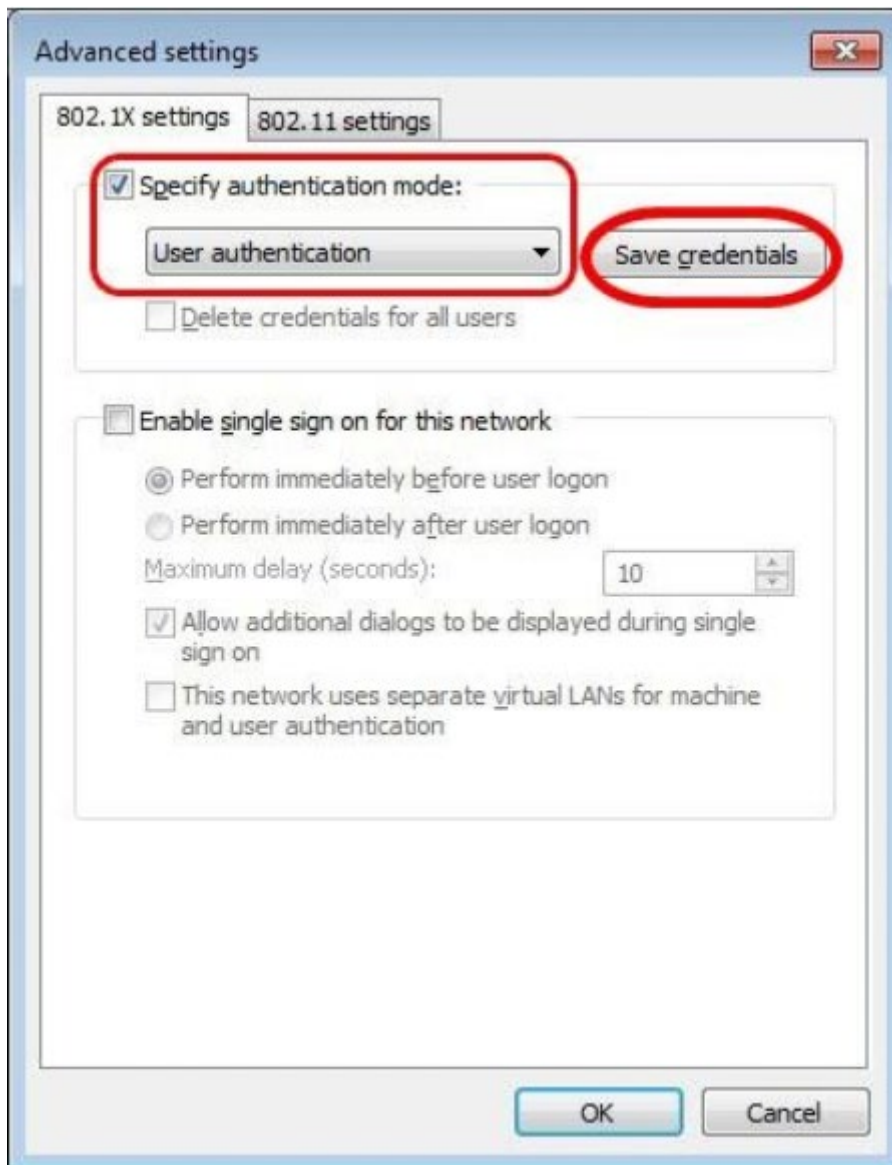 Advanced settings
802.1X settings
802.11 settings
Specify authentication mode:
User authentication
Save credentials
Delete credentials for all users
Enable single sign on for this network
Perform immediately before user logon
Perform immediately after user logon
Maximum delay (seconds):
10
Allow additional dialogs to be displayed during single
sign on
This network uses separate virtual LANs for machine
and user authentication
OK
Cancel